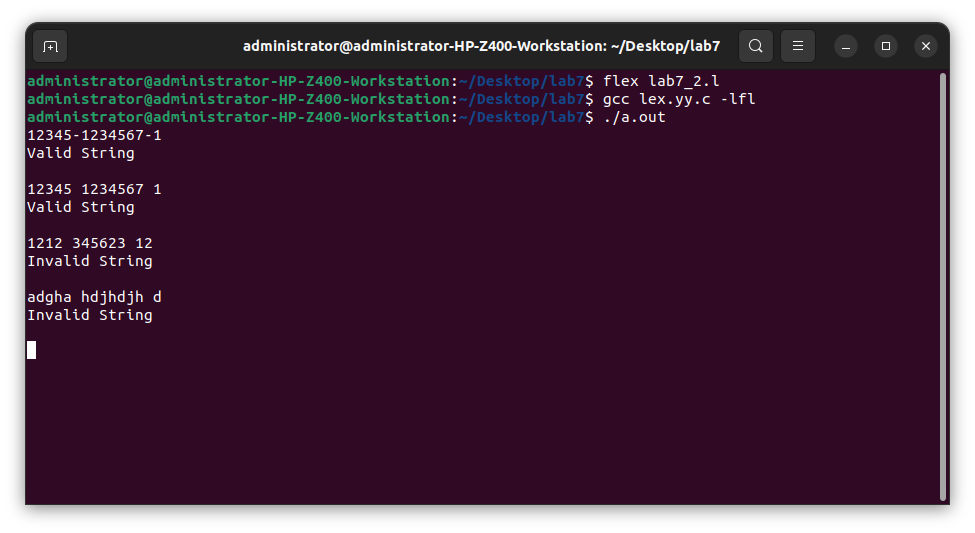 administrator@administrator-HP-Z400-Workstation: ~/Desktop/lab7
administrator@administrator-HP-Z400-Workstation:~/Desktop/lab7$ flex lab7_2.l
administrator@administrator-HP-Z400-Workstation:~/Desktop/lab7$ gcc lex.yy.c -lfl
administrator@administrator-HP-Z400-Workstation:~/Desktop/lab7$ ./a.out
12345-1234567-1
Valid String
12345 1234567 1
Valid String
1212 345623 12
Invalid String
adgha hdjhdjh d
Invalid String